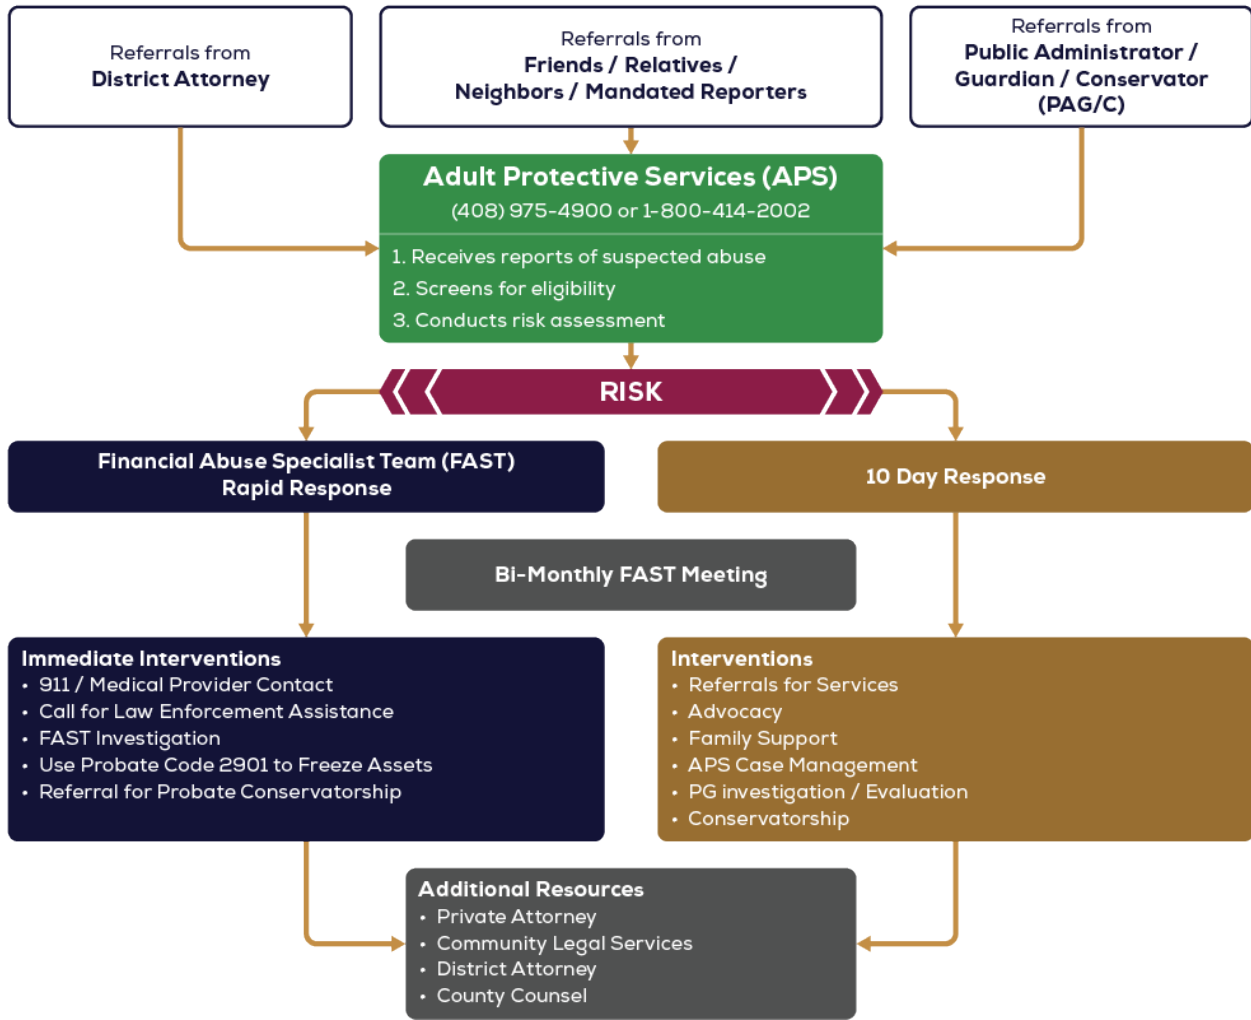 Referrals from
District Attorney
Referrals from
Friends / Relatives /
Neighbors / Mandated Reporters
Referrals from
Public Administrator /
Guardian / Conservator
(PAG/C)
Adult Protective Services (APS)
(408) 975-4900 or 1-800-414-2002
1. Receives reports of suspected abuse
2. Screens for eligibility
3. Conducts risk assessment
RISK
Financial Abuse Specialist Team (FAST)
Rapid Response
10 Day Response
Bi-Monthly FAST Meeting
Immediate Interventions
• 911 / Medical Provider Contact
• Call for Law Enforcement Assistance
• FAST Investigation
• Use Probate Code 2901 to Freeze Assets
• Referral for Probate Conservatorship
Interventions
• Referrals for Services
• Advocacy
• Family Support
• APS Case Management
• PG investigation / Evaluation
• Conservatorship
Additional Resources
• Private Attorney
• Community Legal Services
• District Attorney
• County Counsel